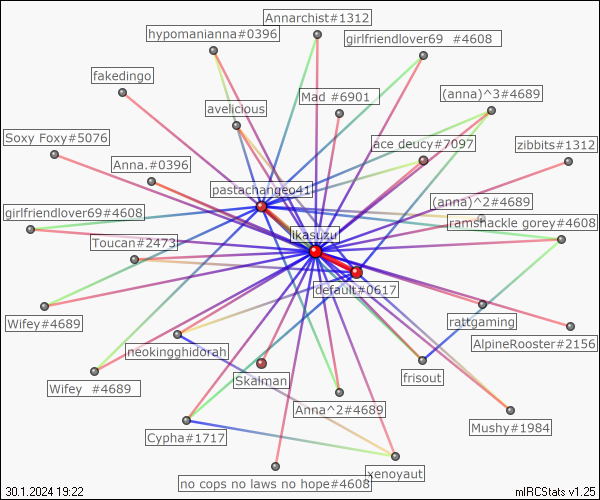 Annarchist#1312
hypomanianna#0396
girlfriendlover69  #4608
fakedingo
Mad #6901
(anna)^3#4689
avelicious
Soxy Foxy#5076
ace deucy#7097
zibbits#1312
Anna.#0396
pastachangeo41
(anna)^2#4689
girlfriendlover69#4608
ramshackle gorey#4608
Toucan#2473
ikasuzu
default#0617
Wifey#4689
rattgaming
AlpineRooster#2156
neokingghidorah
Skalman
frisout
Wifey  #4689
Anna^2#4689
Mushy#1984
Cypha#1717
xenoyaut
no cops no laws no hope#4608
30.1.2024 19:22
mIRCStats v1.25